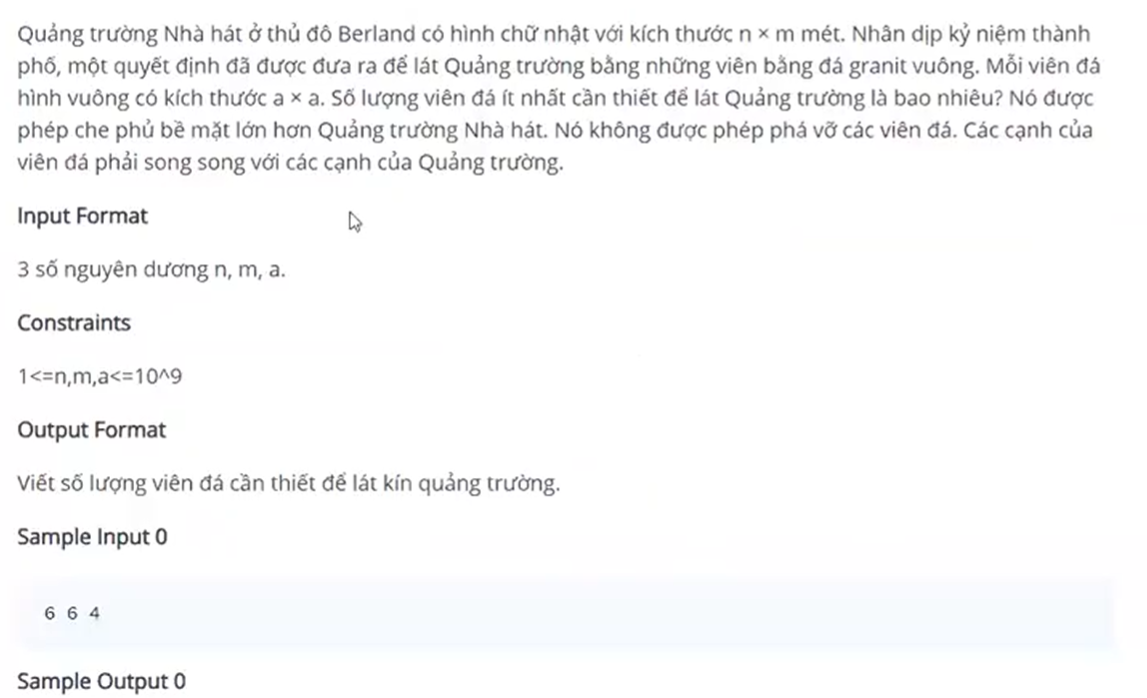 Quảng trường Nhà hát ở thủ đô Berland có hình chữ nhật với kích thước n × m mét. Nhân dịp kỷ niệm thành
phố, một quyết định đã được đưa ra để lát Quảng trường bằng những viên bằng đá granit vuông. Mỗi viên đá
hình vuông có kích thước a × a. Số lượng viên đá ít nhất cần thiết để lát Quảng trường là bao nhiêu? Nó được
phép che phủ bề mặt lớn hơn Quảng trường Nhà hát. Nó không được phép phá vỡ các viên đá. Các cạnh của
viên đá phải song song với các cạnh của Quảng trường.
Input Format
3 số nguyên dương n, m, a.
Constraints
1<=n,m,a<=10^9
Output Format
Viết số lượng viên đá cần thiết để lát kín quảng trường.
Sample Input 0
6 6 4
Sample Output 0